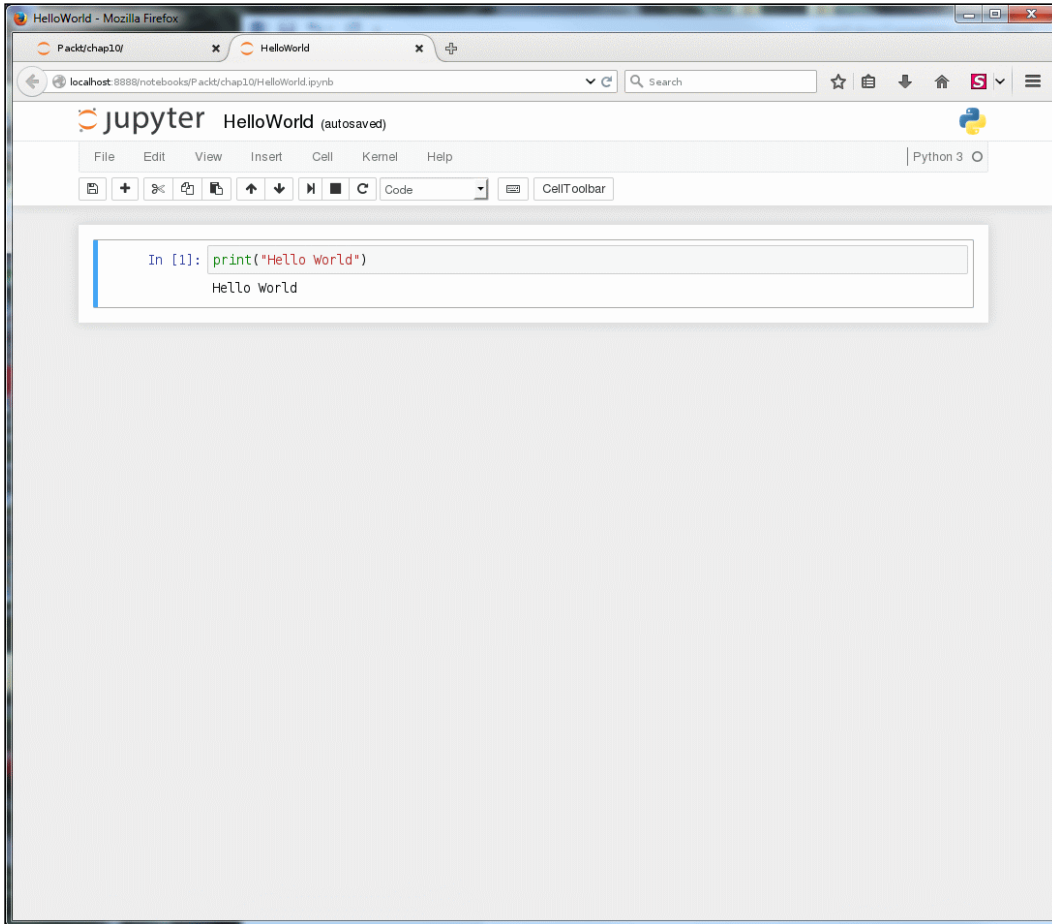 HelloWorld - Mozilla Firefox
Packt/chap10/ HelloWorld
localhost:8888/notebooks/Packt/chap10/HelloWorld.ipynb Search
jupyter HelloWorld (autosaved)
File Edit View Insert Cell Kernel Help Python 3
Code CellToolbar
In [1]: print("Hello World")
Hello World